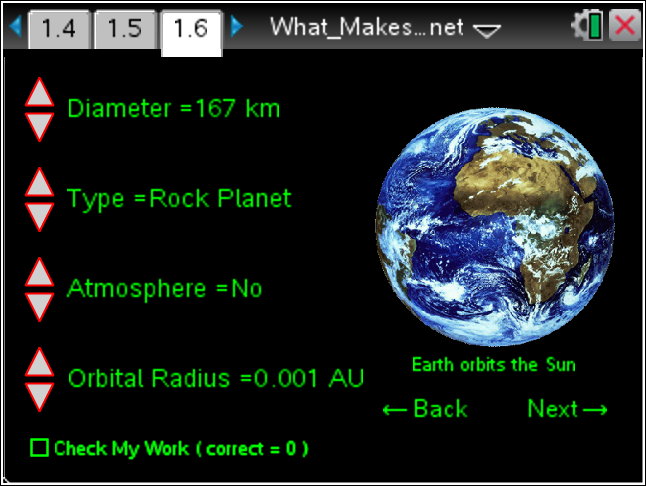 1.4 1.5 1.6 What_Makes...net
Diameter =167 km
Type =Rock Planet
Atmosphere =No
Orbital Radius =0.001 AU
Earth orbits the Sun
←Back Next→
Check My Work ( correct = 0 )